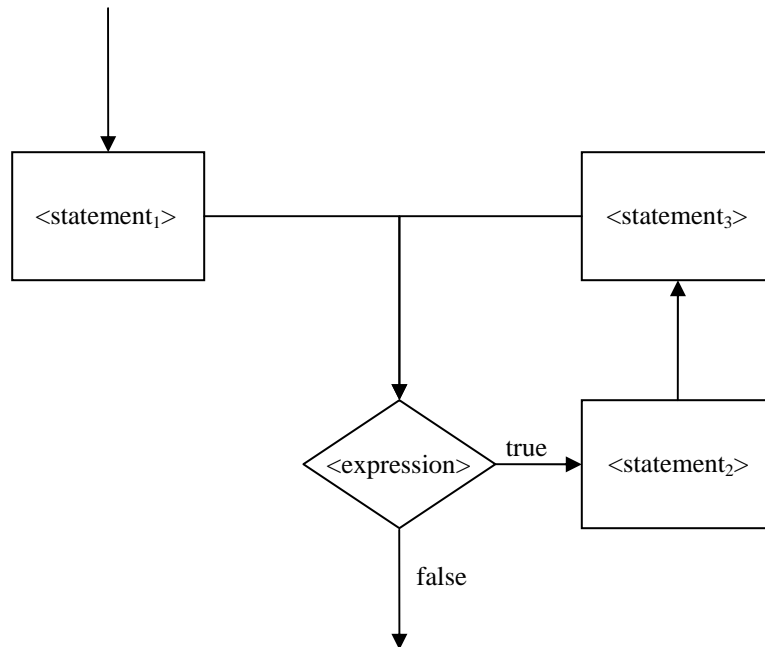 <statement₁>
<statement₃>
<expression>
true
<statement₂>
false